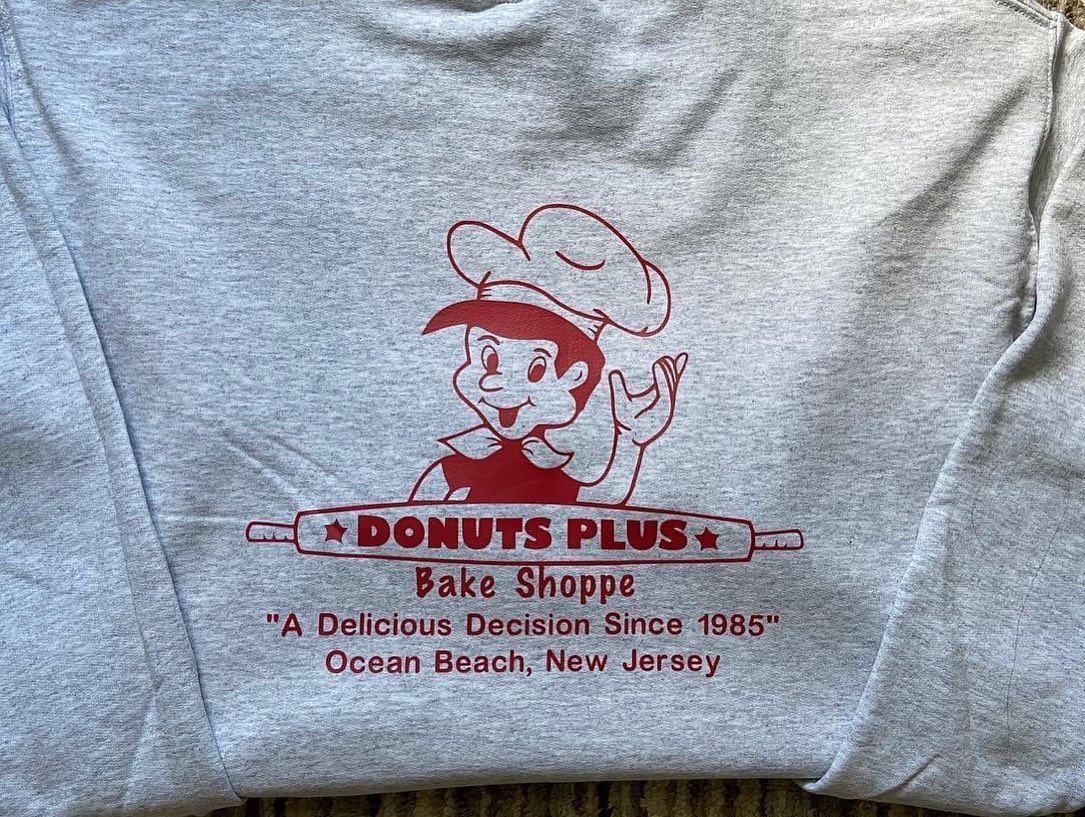 ★ DONUTS PLUS ★
Bake Shoppe
"A Delicious Decision Since 1985"
Ocean Beach, New Jersey